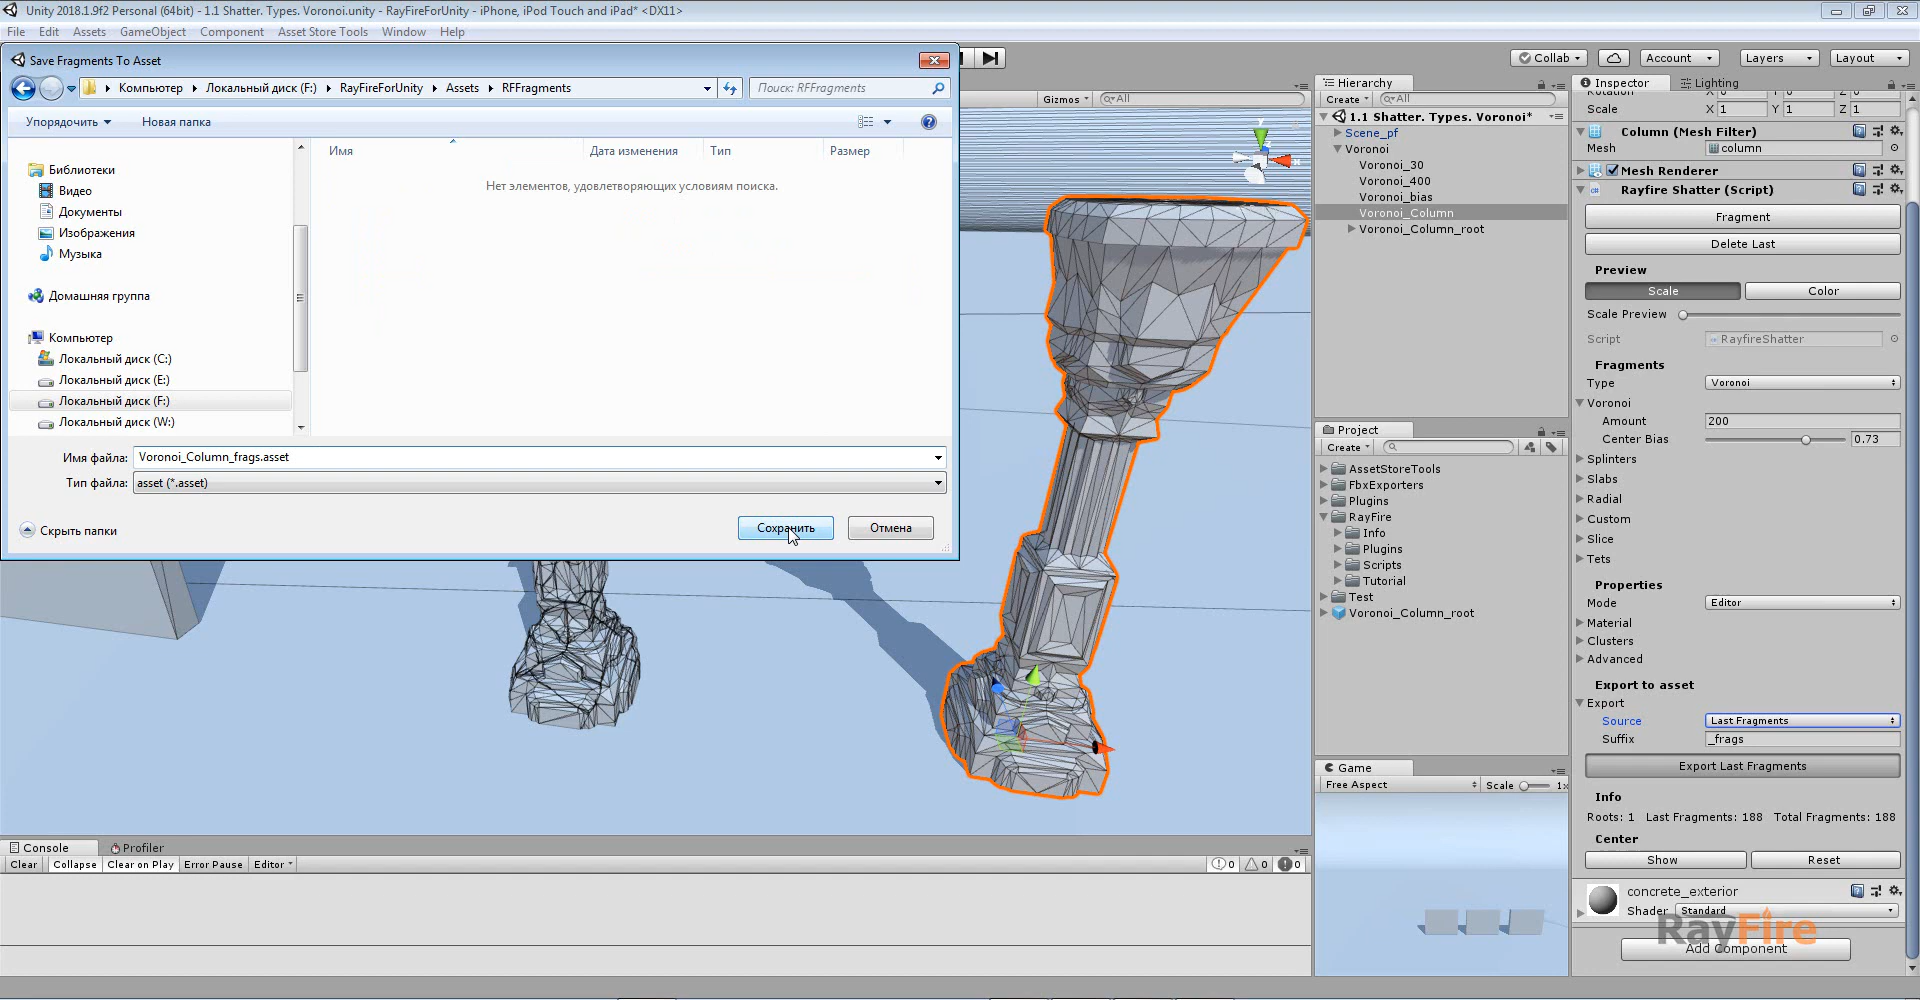 Unity 2018.1.9f2 Personal (64bit) - 1.1 Shatter. Types. Voronoi.unity - RayFireForUnity - iPhone, iPod Touch and iPad* <DX11>
File Edit Assets GameObject Component Asset Store Tools Window Help
Save Fragments To Asset
Компьютер Локальный диск (F:) RayFireForUnity Assets RFFragments
Поиск: RFFragments
Упорядочить Новая папка
Имя Дата изменения Тип Размер
Нет элементов, удовлетворяющих условиям поиска.
Библиотеки
Видео
Документы
Изображения
Музыка
Домашняя группа
Компьютер
Локальный диск (C:)
Локальный диск (E:)
Локальный диск (F:)
Локальный диск (W:)
Имя файла: Voronoi_Column_frags.asset
Тип файла: asset (*.asset)
Скрыть папки
Сохранить Отмена
Collab Account Layers Layout
Gizmos All
Hierarchy
Create All
1.1 Shatter. Types. Voronoi*
Scene_pf
Voronoi
Voronoi_30
Voronoi_400
Voronoi_bias
Voronoi_Column
Voronoi_Column_root
Project
Create
AssetStoreTools
FbxExporters
Plugins
RayFire
Info
Plugins
Scripts
Tutorial
Test
Voronoi_Column_root
Game
Free Aspect Scale 1x
Inspector Lighting
Rotation X 0 Y 0 Z 0
Scale X 1 Y 1 Z 1
Column (Mesh Filter)
Mesh column
Mesh Renderer
Rayfire Shatter (Script)
Fragment
Delete Last
Preview
Scale Color
Scale Preview
Script RayfireShatter
Fragments
Type Voronoi
Voronoi
Amount 200
Center Bias 0.73
Splinters
Slabs
Radial
Custom
Slice
Tets
Properties
Mode Editor
Material
Clusters
Advanced
Export to asset
Export
Source Last Fragments
Suffix _frags
Export Last Fragments
Info
Roots: 1 Last Fragments: 188 Total Fragments: 188
Center
Show Reset
concrete_exterior
Shader Standard
RayFire
Add Component
Console Profiler
Clear Collapse Clear on Play Error Pause Editor 0 0 0